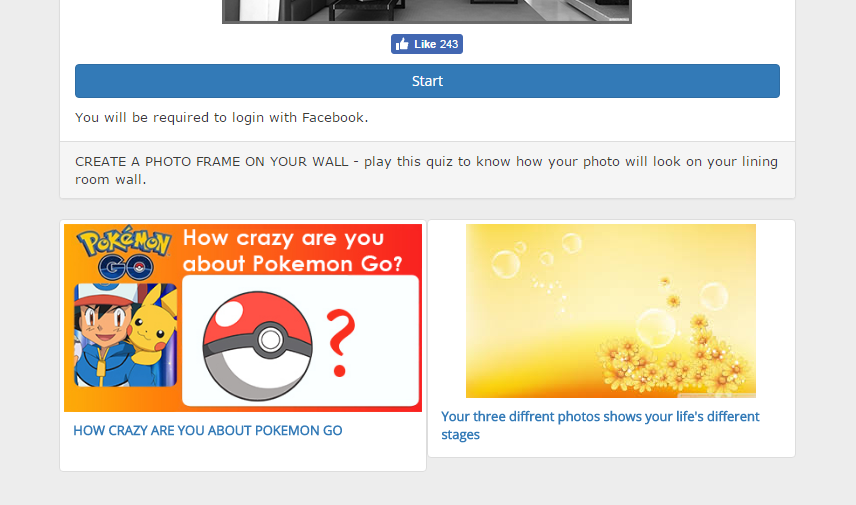 Like 243
Start
You will be required to login with Facebook.
CREATE A PHOTO FRAME ON YOUR WALL - play this quiz to know how your photo will look on your lining
room wall.
POKÉMON
GO
How crazy are you
about Pokemon Go?
?
HOW CRAZY ARE YOU ABOUT POKEMON GO
Your three diffrent photos shows your life's different
stages